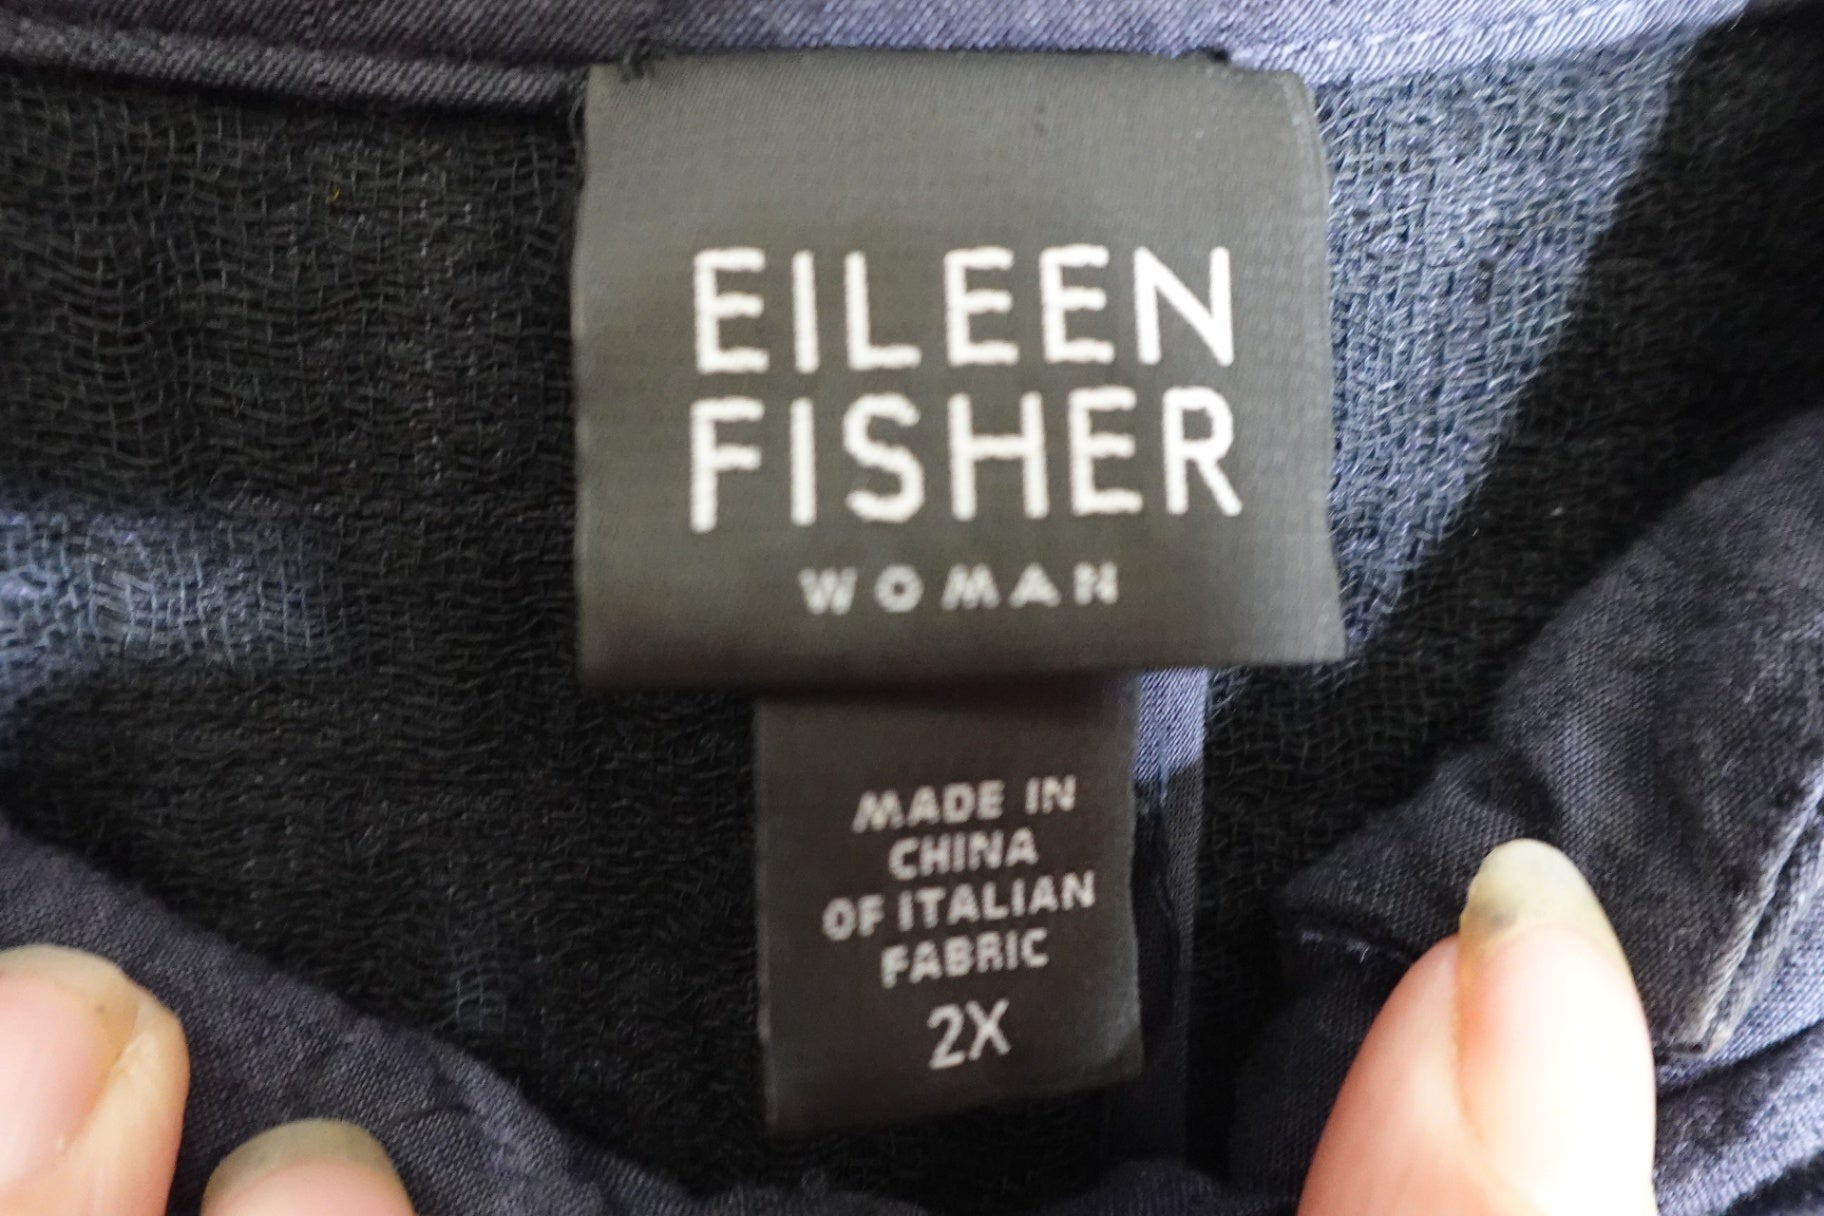 EILEEN
FISHER
WOMAN
MADE IN
CHINA
OF ITALIAN
FABRIC
2X